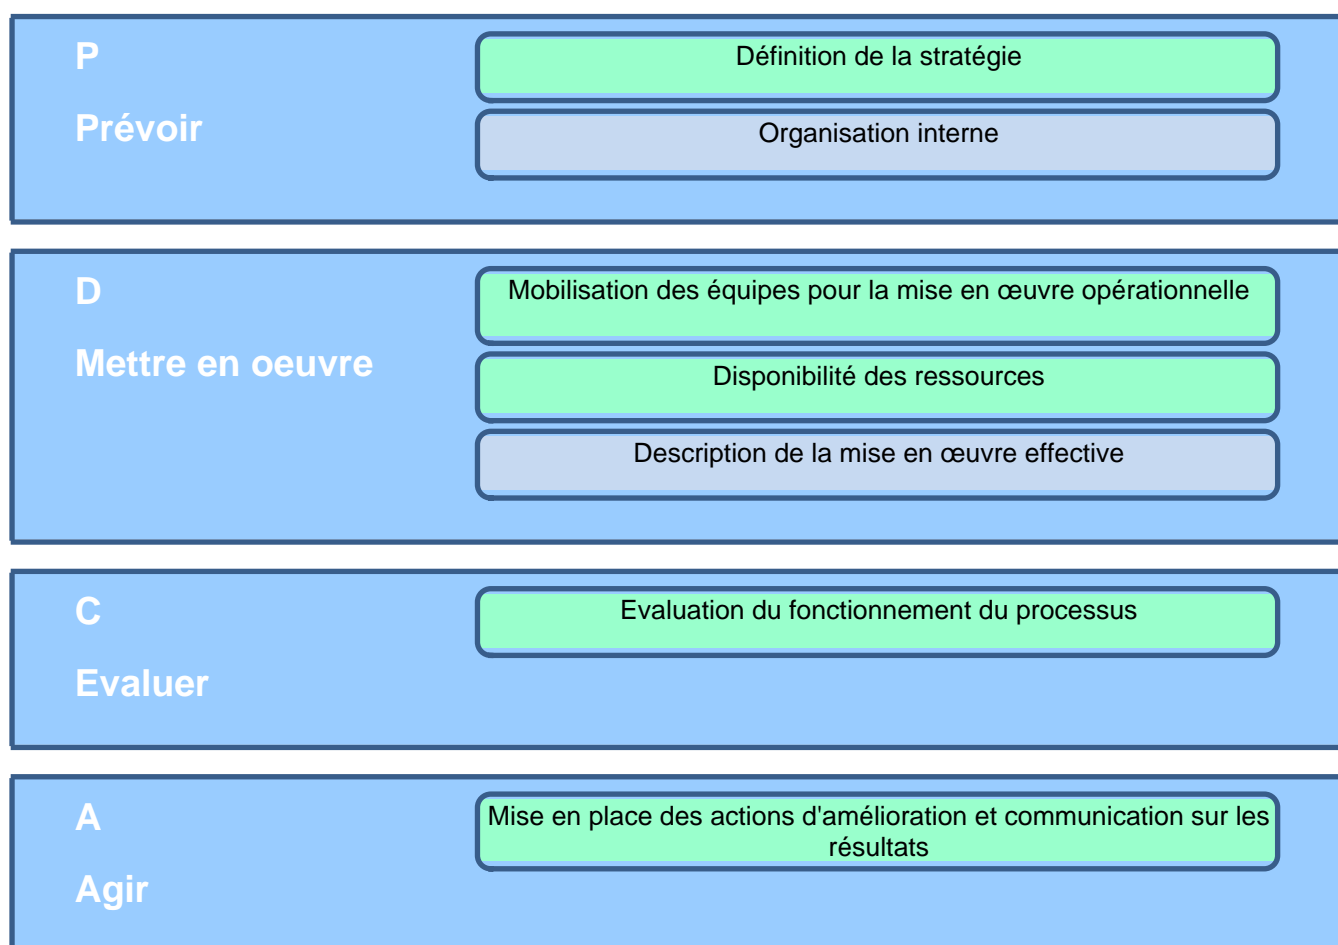 P
Prévoir
Définition de la stratégie
Organisation interne
D
Mettre en oeuvre
Mobilisation des équipes pour la mise en œuvre opérationnelle
Disponibilité des ressources
Description de la mise en œuvre effective
C
Evaluer
Evaluation du fonctionnement du processus
A
Agir
Mise en place des actions d'amélioration et communication sur les
résultats